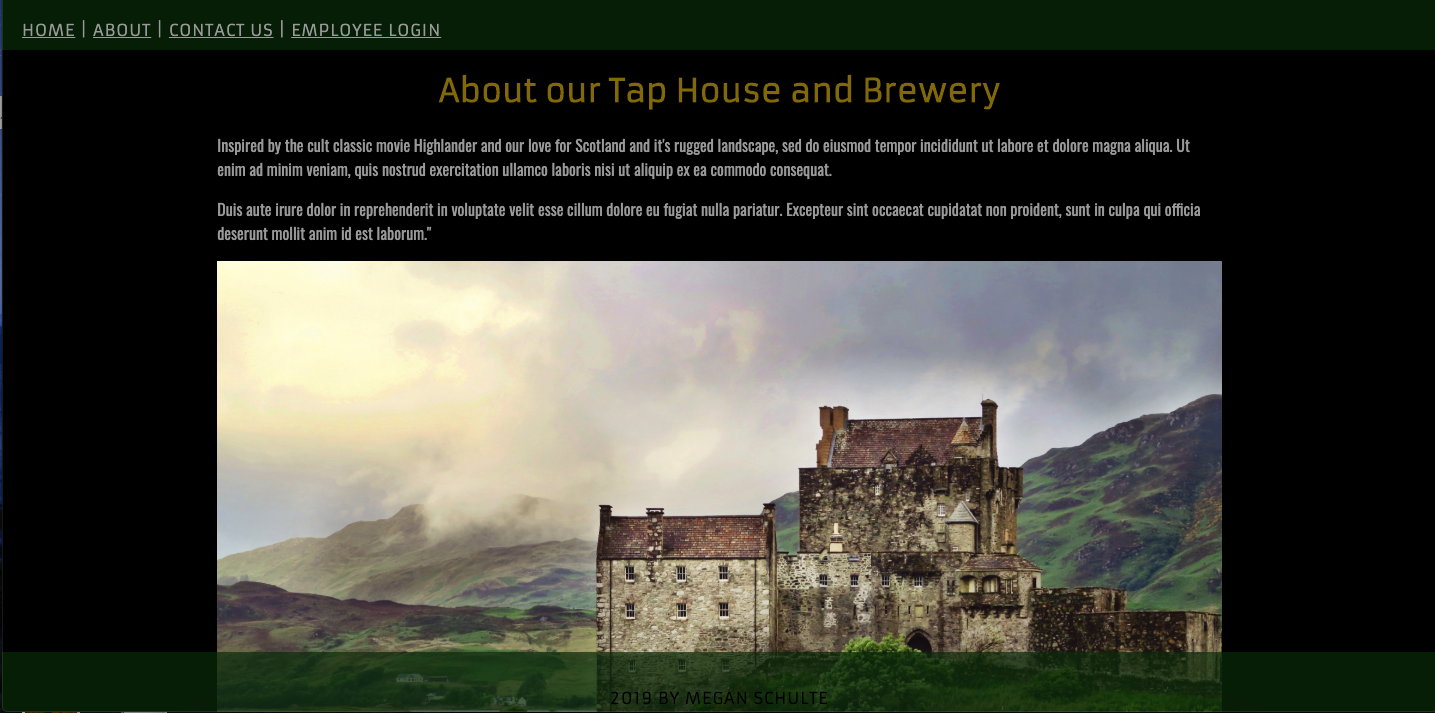 HOME | ABOUT | CONTACT US | EMPLOYEE LOGIN
About our Tap House and Brewery
Inspired by the cult classic movie Highlander and our love for Scotland and it's rugged landscape, sed do eiusmod tempor incididunt ut labore et dolore magna aliqua. Ut
enim ad minim veniam, quis nostrud exercitation ullamco laboris nisi ut aliquip ex ea commodo consequat.
Duis aute irure dolor in reprehenderit in voluptate velit esse cillum dolore eu fugiat nulla pariatur. Excepteur sint occaecat cupidatat non proident, sunt in culpa qui officia
deserunt mollit anim id est laborum."
2019 BY MEGAN SCHULTE